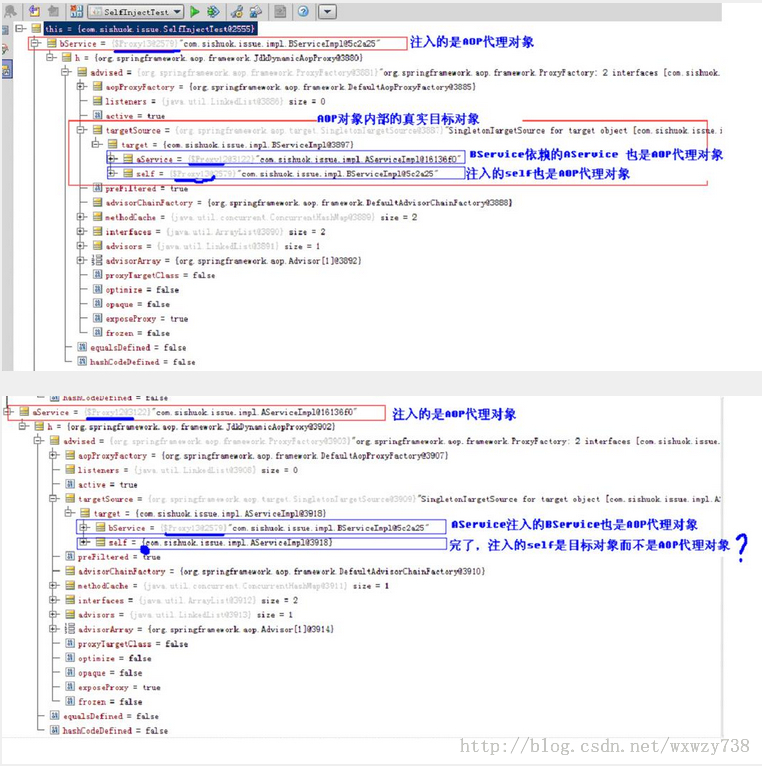 SelfInjectTest
this = {com.sishuok.issue.SelfInjectTest@2555}
bService = {$Proxy1302579}"com.sishuok.issue.impl.BServiceImpl@5c2a25" 注入的是AOP代理对象
h = {org.springframework.aop.framework.JdkDynamicAopProxy@3880}
advised = {org.springframework.aop.framework.ProxyFactory@3881}"org.springframework.aop.framework.ProxyFactory: 2 interfaces [com.sishuok.
aopProxyFactory = {org.springframework.aop.framework.DefaultAopProxyFactory@3885}
listeners = {java.util.LinkedList@3886} size = 0
active = true
AOP对象内部的真实目标对象
targetSource = {org.springframework.aop.target.SingletonTargetSource@3887}"SingletonTargetSource for target object [com.sishuok.i
target = {com.sishuok.issue.impl.BServiceImpl@3897}
aService = {$Proxy1203122}"com.sishuok.issue.impl.AServiceImpl@16136f0" BService依赖的AService 也是AOP代理对象
self = {$Proxy1302579}"com.sishuok.issue.impl.BServiceImpl@5c2a25" 注入的self也是AOP代理对象
preFiltered = true
advisorChainFactory = {org.springframework.aop.framework.DefaultAdvisorChainFactory@3888}
methodCache = {java.util.concurrent.ConcurrentHashMap@3889} size = 2
interfaces = {java.util.ArrayList@3890} size = 2
advisors = {java.util.LinkedList@3891} size = 1
advisorArray = {org.springframework.aop.Advisor[1]@3892}
proxyTargetClass = false
optimize = false
opaque = false
exposeProxy = true
frozen = false
equalsDefined = false
hashCodeDefined = false
hashCodeDefined = false
aService = {$Proxy1203122}"com.sishuok.issue.impl.AServiceImpl@16136f0" 注入的是AOP代理对象
h = {org.springframework.aop.framework.JdkDynamicAopProxy@3902}
advised = {org.springframework.aop.framework.ProxyFactory@3903}"org.springframework.aop.framework.ProxyFactory: 2 interfaces [com.sishuok.
aopProxyFactory = {org.springframework.aop.framework.DefaultAopProxyFactory@3907}
listeners = {java.util.LinkedList@3908} size = 0
active = true
targetSource = {org.springframework.aop.target.SingletonTargetSource@3909}"SingletonTargetSource for target object [com.sishuok.issue.impl.AS
target = {com.sishuok.issue.impl.AServiceImpl@3918}
bService = {$Proxy1302579}"com.sishuok.issue.impl.BServiceImpl@5c2a25" AService注入的BService也是AOP代理对象
self = {com.sishuok.issue.impl.AServiceImpl@3918} 完了，注入的self是目标对象而不是AOP代理对象?
preFiltered = true
advisorChainFactory = {org.springframework.aop.framework.DefaultAdvisorChainFactory@3910}
methodCache = {java.util.concurrent.ConcurrentHashMap@3911} size = 1
interfaces = {java.util.ArrayList@3912} size = 2
advisors = {java.util.LinkedList@3913} size = 1
advisorArray = {org.springframework.aop.Advisor[1]@3914}
proxyTargetClass = false
optimize = false
opaque = false
exposeProxy = true
frozen = false
equalsDefined = false
hashCodeDefined = false
http://blog.csdn.net/wxwzy738